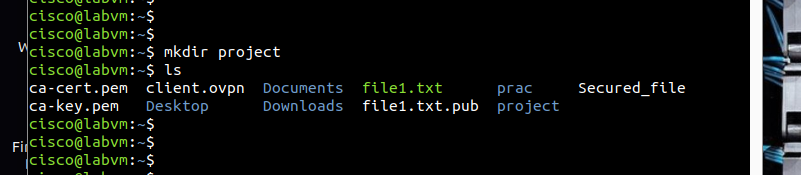 cisco@labvm:~$
cisco@labvm:~$
cisco@labvm:~$ mkdir project
cisco@labvm:~$ ls
ca-cert.pem client.ovpn Documents file1.txt prac Secured_file
ca-key.pem Desktop Downloads file1.txt.pub project
cisco@labvm:~$
cisco@labvm:~$
cisco@labvm:~$
cisco@labvm:~$